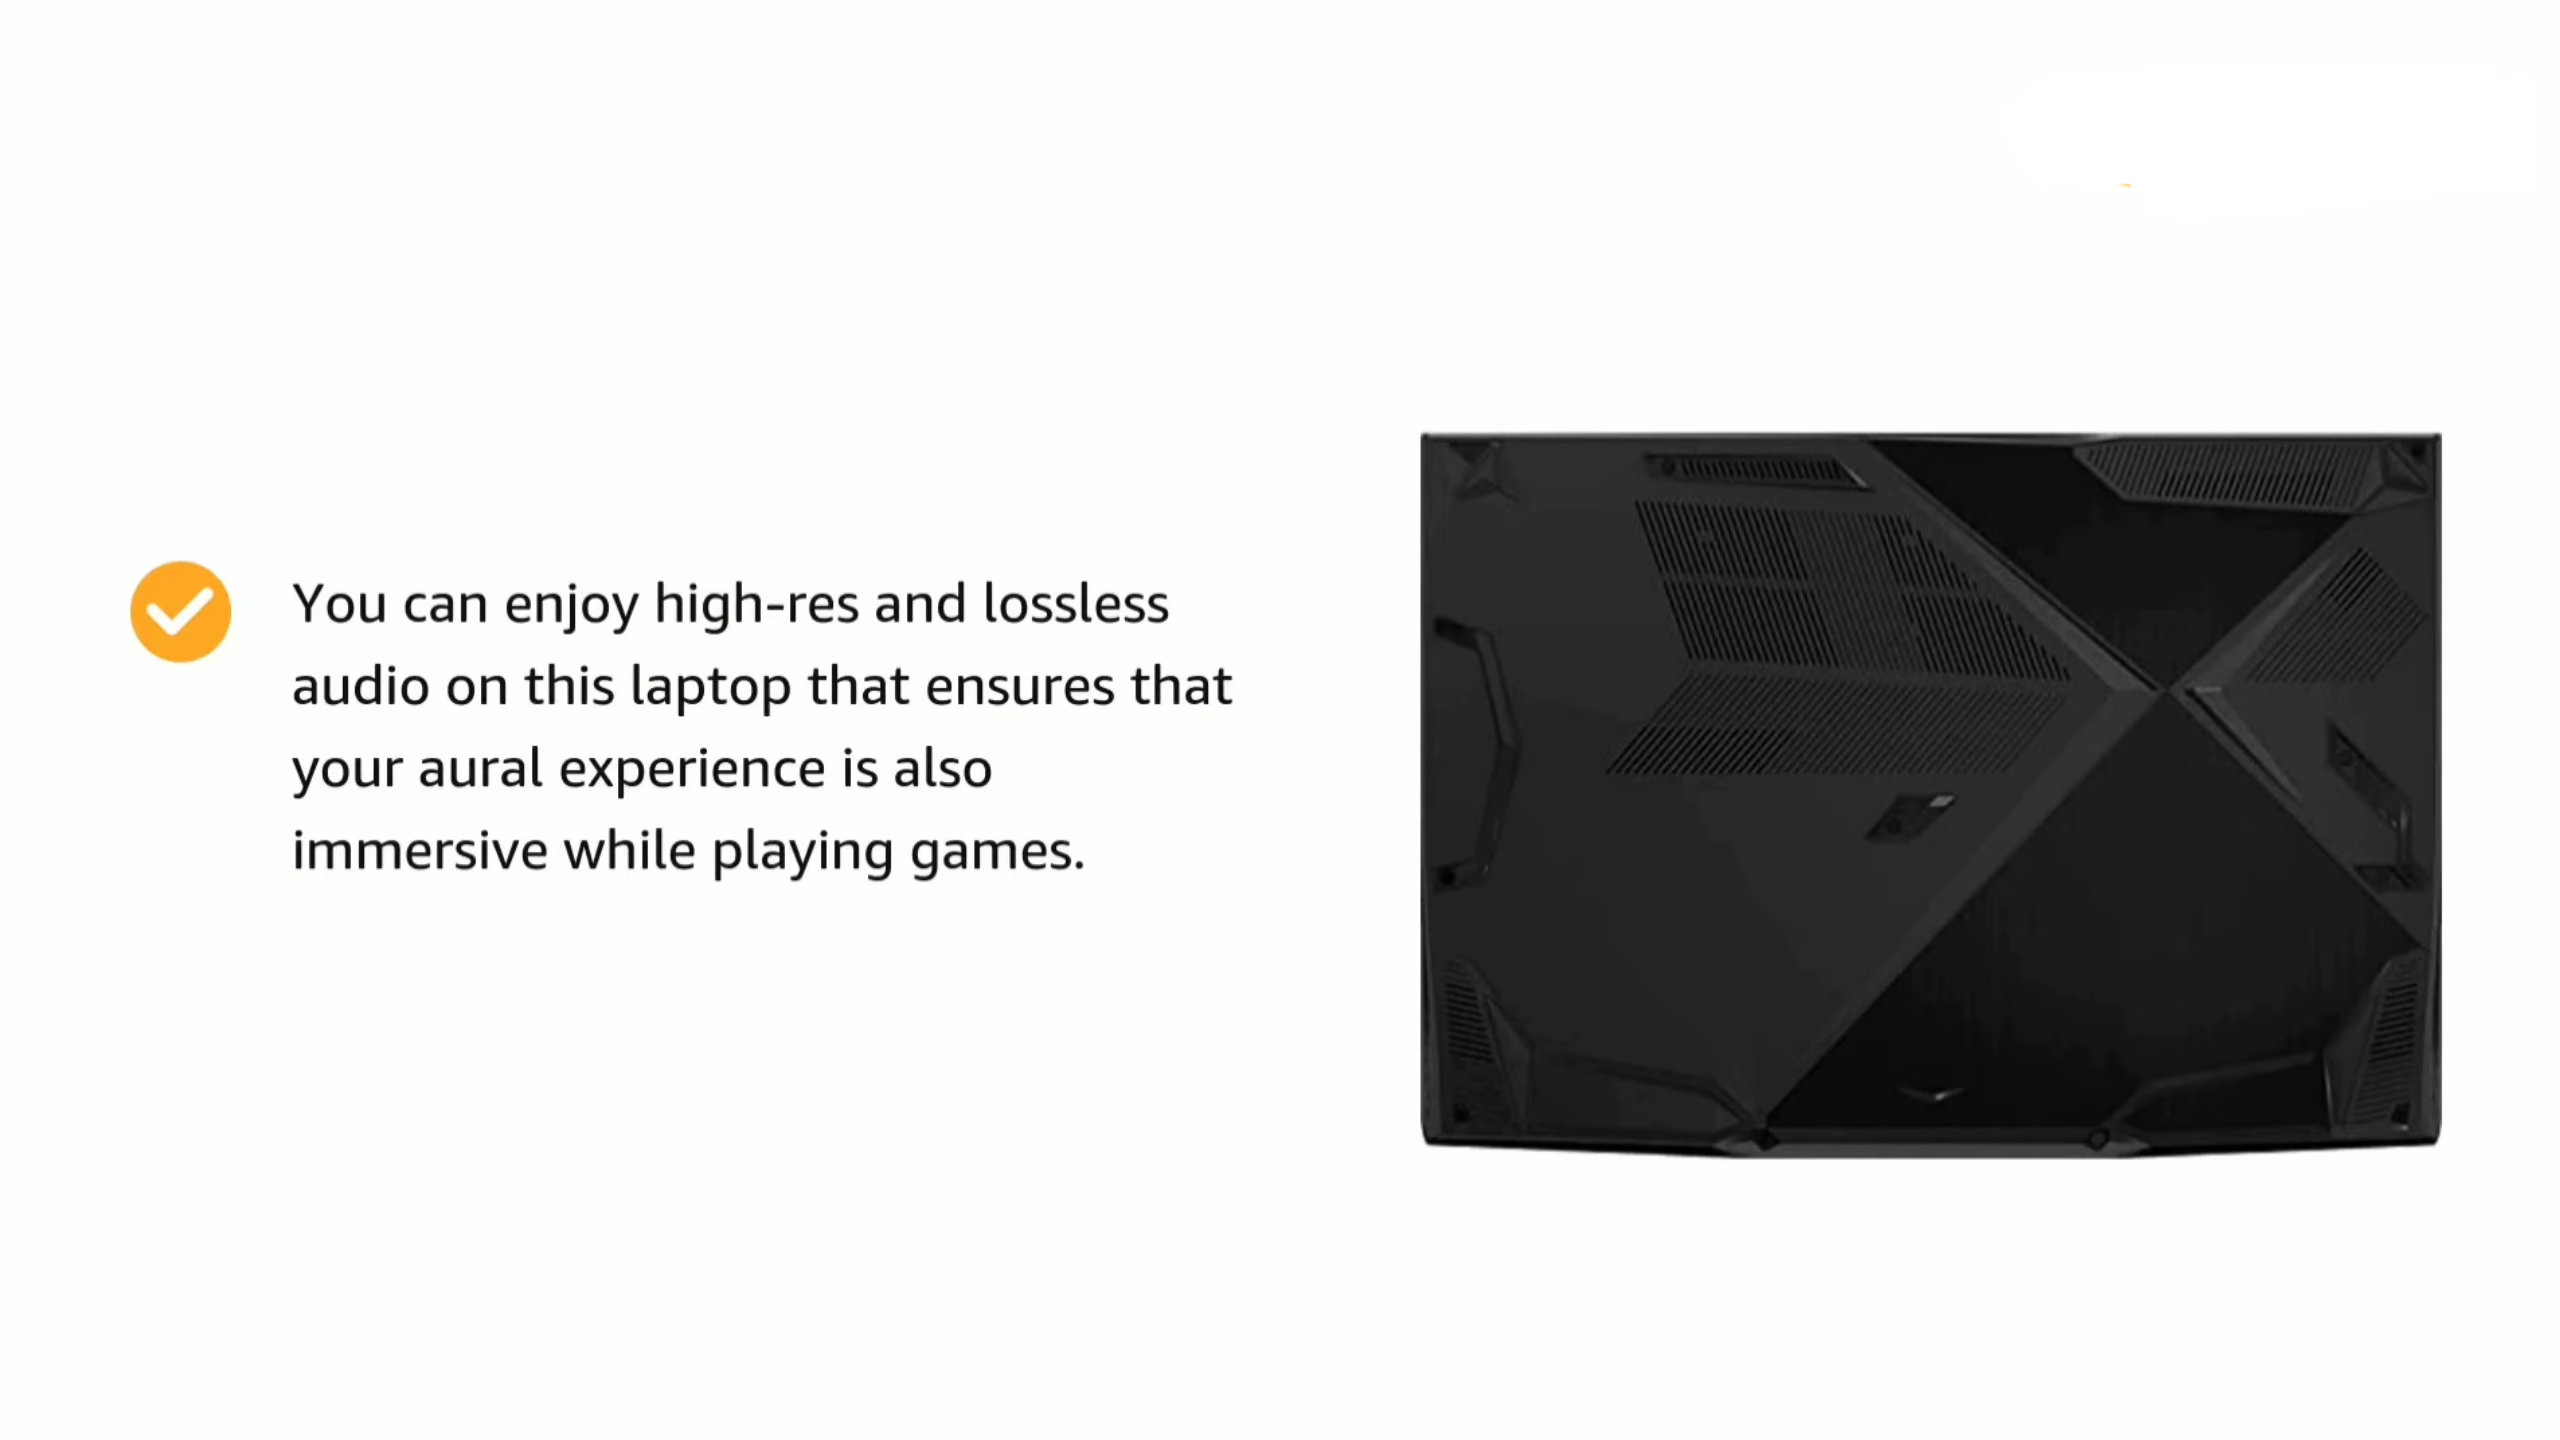 You can enjoy high-res and lossless
audio on this laptop that ensures that
your aural experience is also
immersive while playing games.